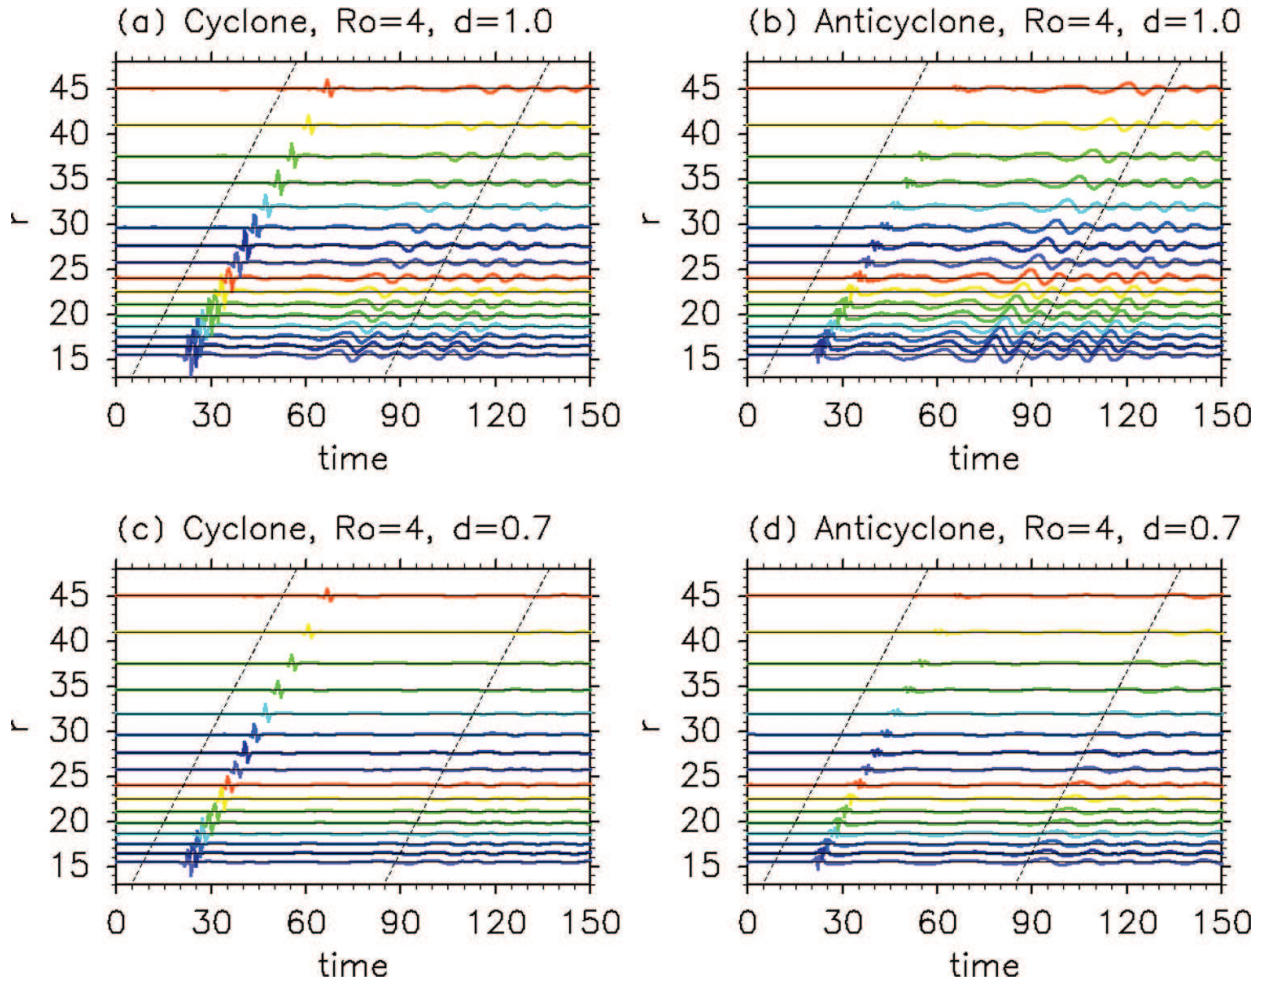 (a) Cyclone, Ro=4, d=1.0
45
40
35
30
25
20
15
r
0 30 60 90 120 150
time
(b) Anticyclone, Ro=4, d=1.0
45
40
35
30
25
20
15
r
0 30 60 90 120 150
time
(c) Cyclone, Ro=4, d=0.7
45
40
35
30
25
20
15
r
0 30 60 90 120 150
time
(d) Anticyclone, Ro=4, d=0.7
45
40
35
30
25
20
15
r
0 30 60 90 120 150
time